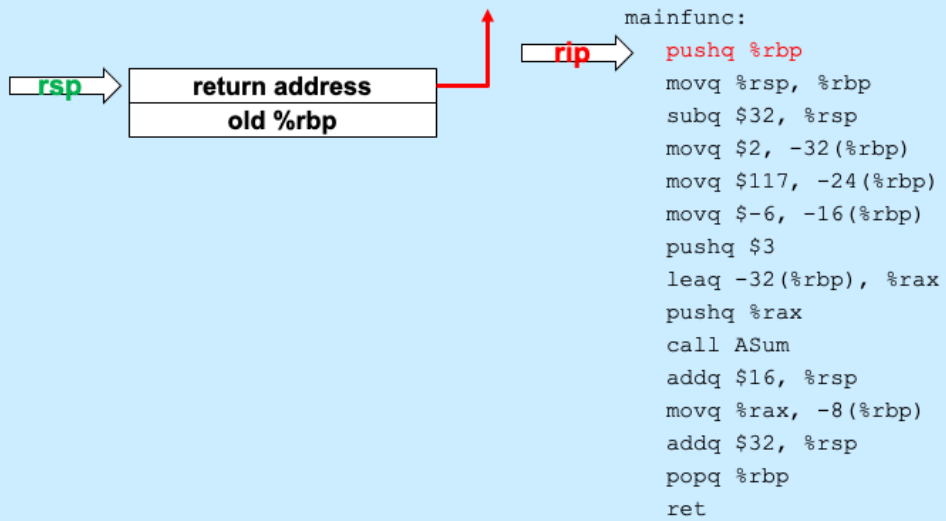 mainfunc:
rip pushq %rbp
rsp return address movq %rsp, %rbp
old %rbp subq $32, %rsp
movq $2, -32(%rbp)
movq $117, -24(%rbp)
movq $-6, -16(%rbp)
pushq $3
leaq -32(%rbp), %rax
pushq %rax
call ASum
addq $16, %rsp
movq %rax, -8(%rbp)
addq $32, %rsp
popq %rbp
ret